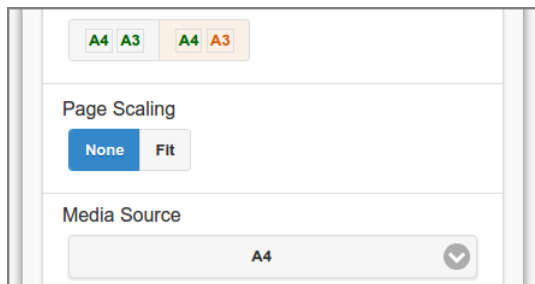 A4 A3 A4 A3
Page Scaling
None Fit
Media Source
A4